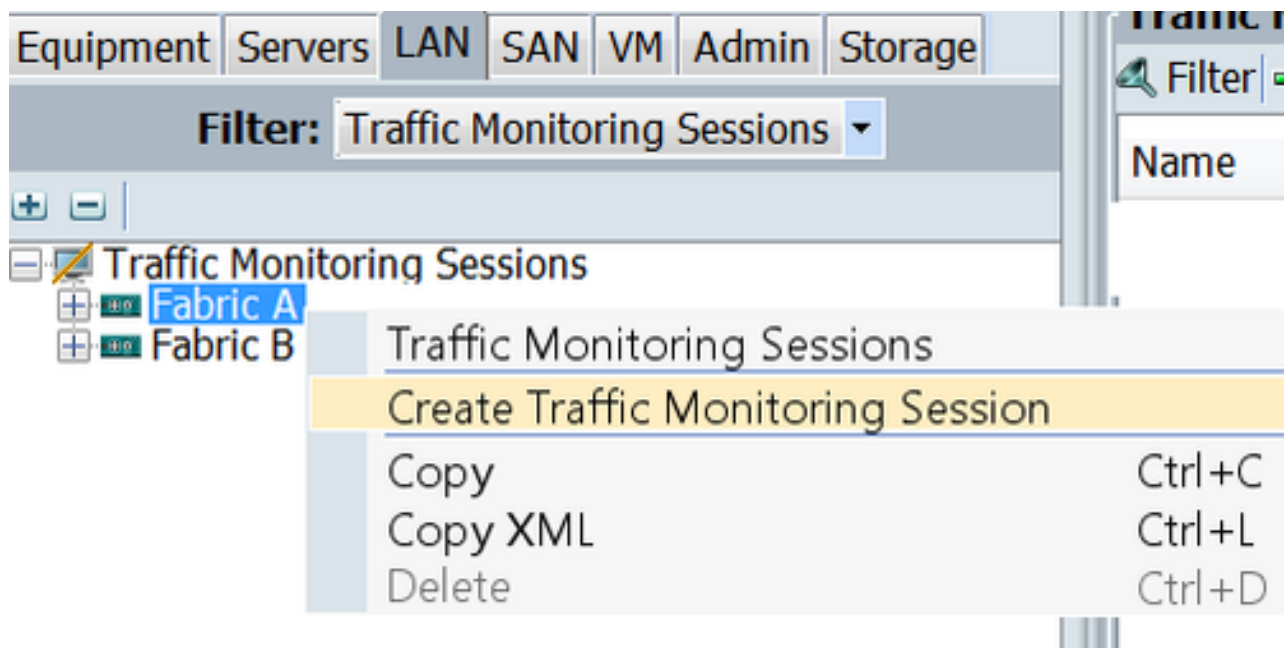 Equipment Servers LAN SAN VM Admin Storage
Filter: Traffic Monitoring Sessions
Traffic Monitoring Sessions
Fabric A
Fabric B
Traffic Monitoring Sessions
Create Traffic Monitoring Session
Copy Ctrl+C
Copy XML Ctrl+L
Delete Ctrl+D
Traffic
Filter
Name